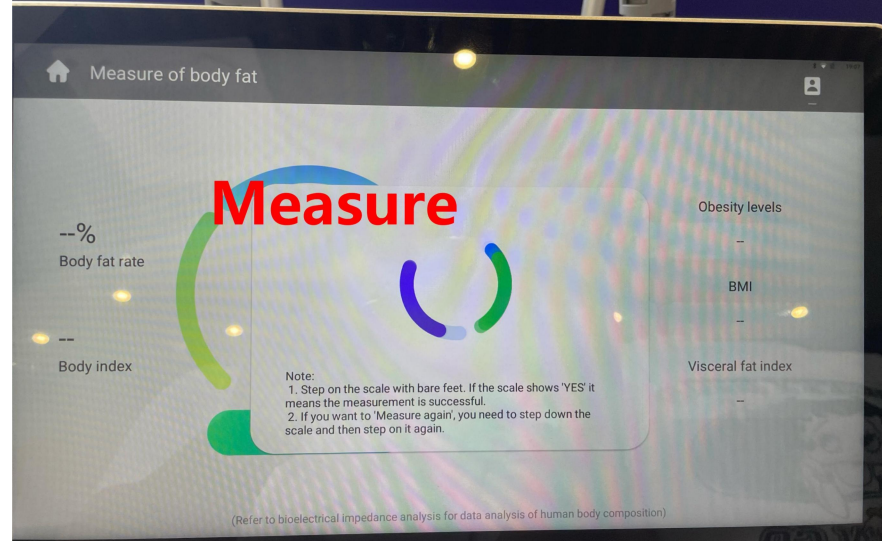 Measure of body fat
Measure
--%
Body fat rate
--
Body index
Obesity levels
--
BMI
--
Visceral fat index
--
Note:
1. Step on the scale with bare feet. If the scale shows 'YES' it
means the measurement is successful.
2. If you want to 'Measure again', you need to step down the
scale and then step on it again.
(Refer to bioelectrical impedance analysis for data analysis of human body composition)